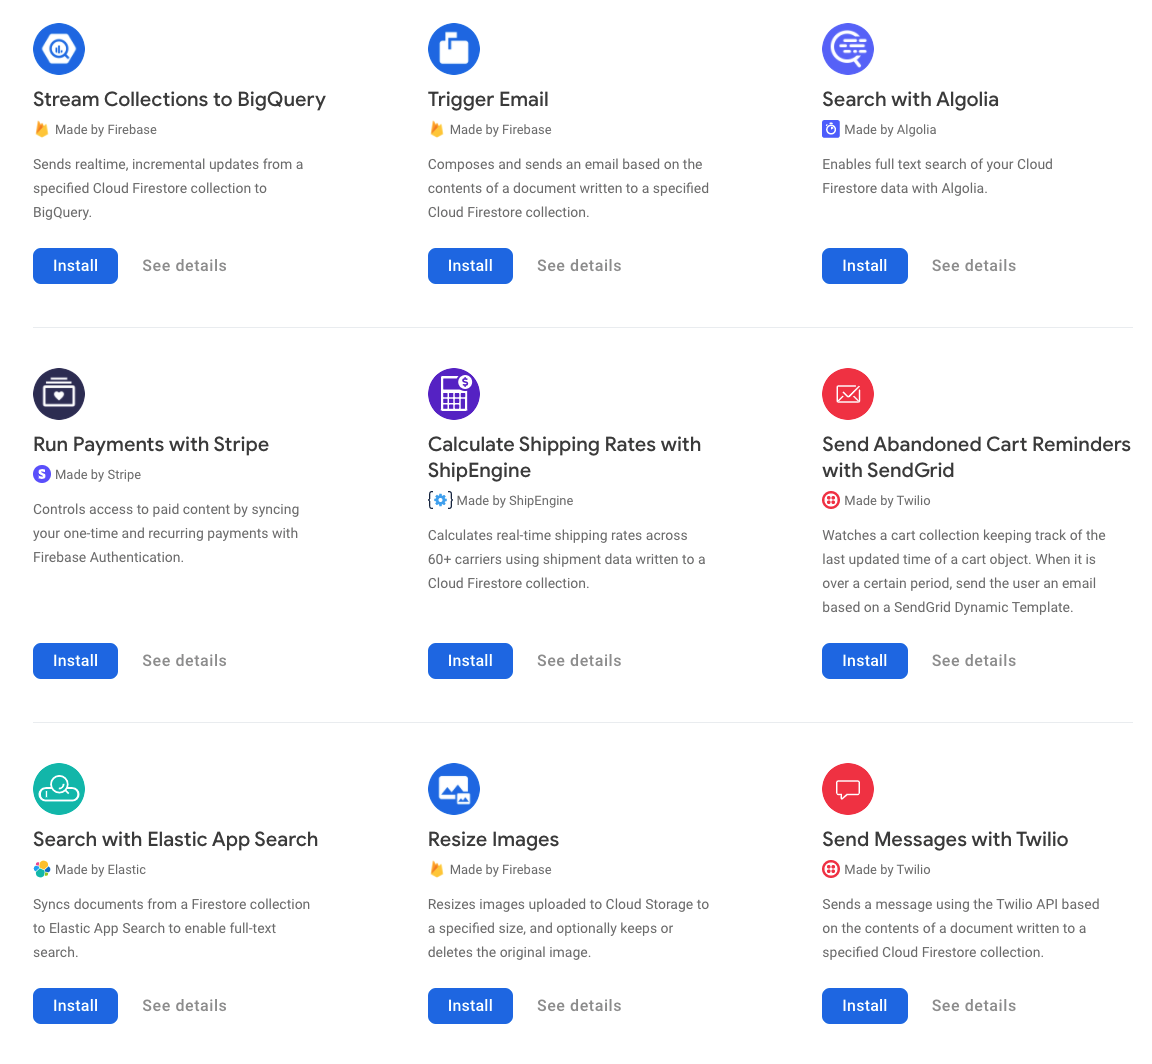 Stream Collections to BigQuery
Made by Firebase
Sends realtime, incremental updates from a
specified Cloud Firestore collection to
BigQuery.
Install
See details
Trigger Email
Made by Firebase
Composes and sends an email based on the
contents of a document written to a specified
Cloud Firestore collection.
Install
See details
Search with Algolia
Made by Algolia
Enables full text search of your Cloud
Firestore data with Algolia.
Install
See details
Run Payments with Stripe
S
Made by Stripe
Controls access to paid content by syncing
your one-time and recurring payments with
Firebase Authentication.
Install
See details
$
Calculate Shipping Rates with
ShipEngine
Made by ShipEngine
Calculates real-time shipping rates across
60+ carriers using shipment data written to a
Cloud Firestore collection.
Install
See details
Send Abandoned Cart Reminders
with SendGrid
Made by Twilio
Watches a cart collection keeping track of the
last updated time of a cart object. When it is
over a certain period, send the user an email
based on a SendGrid Dynamic Template.
Install
See details
Search with Elastic App Search
Made by Elastic
Syncs documents from a Firestore collection
to Elastic App Search to enable full-text
search.
Install
See details
Resize Images
Made by Firebase
Resizes images uploaded to Cloud Storage to
a specified size, and optionally keeps or
deletes the original image.
Install
See details
Send Messages with Twilio
Made by Twilio
Sends a message using the Twilio API based
on the contents of a document written to a
specified Cloud Firestore collection.
Install
See details